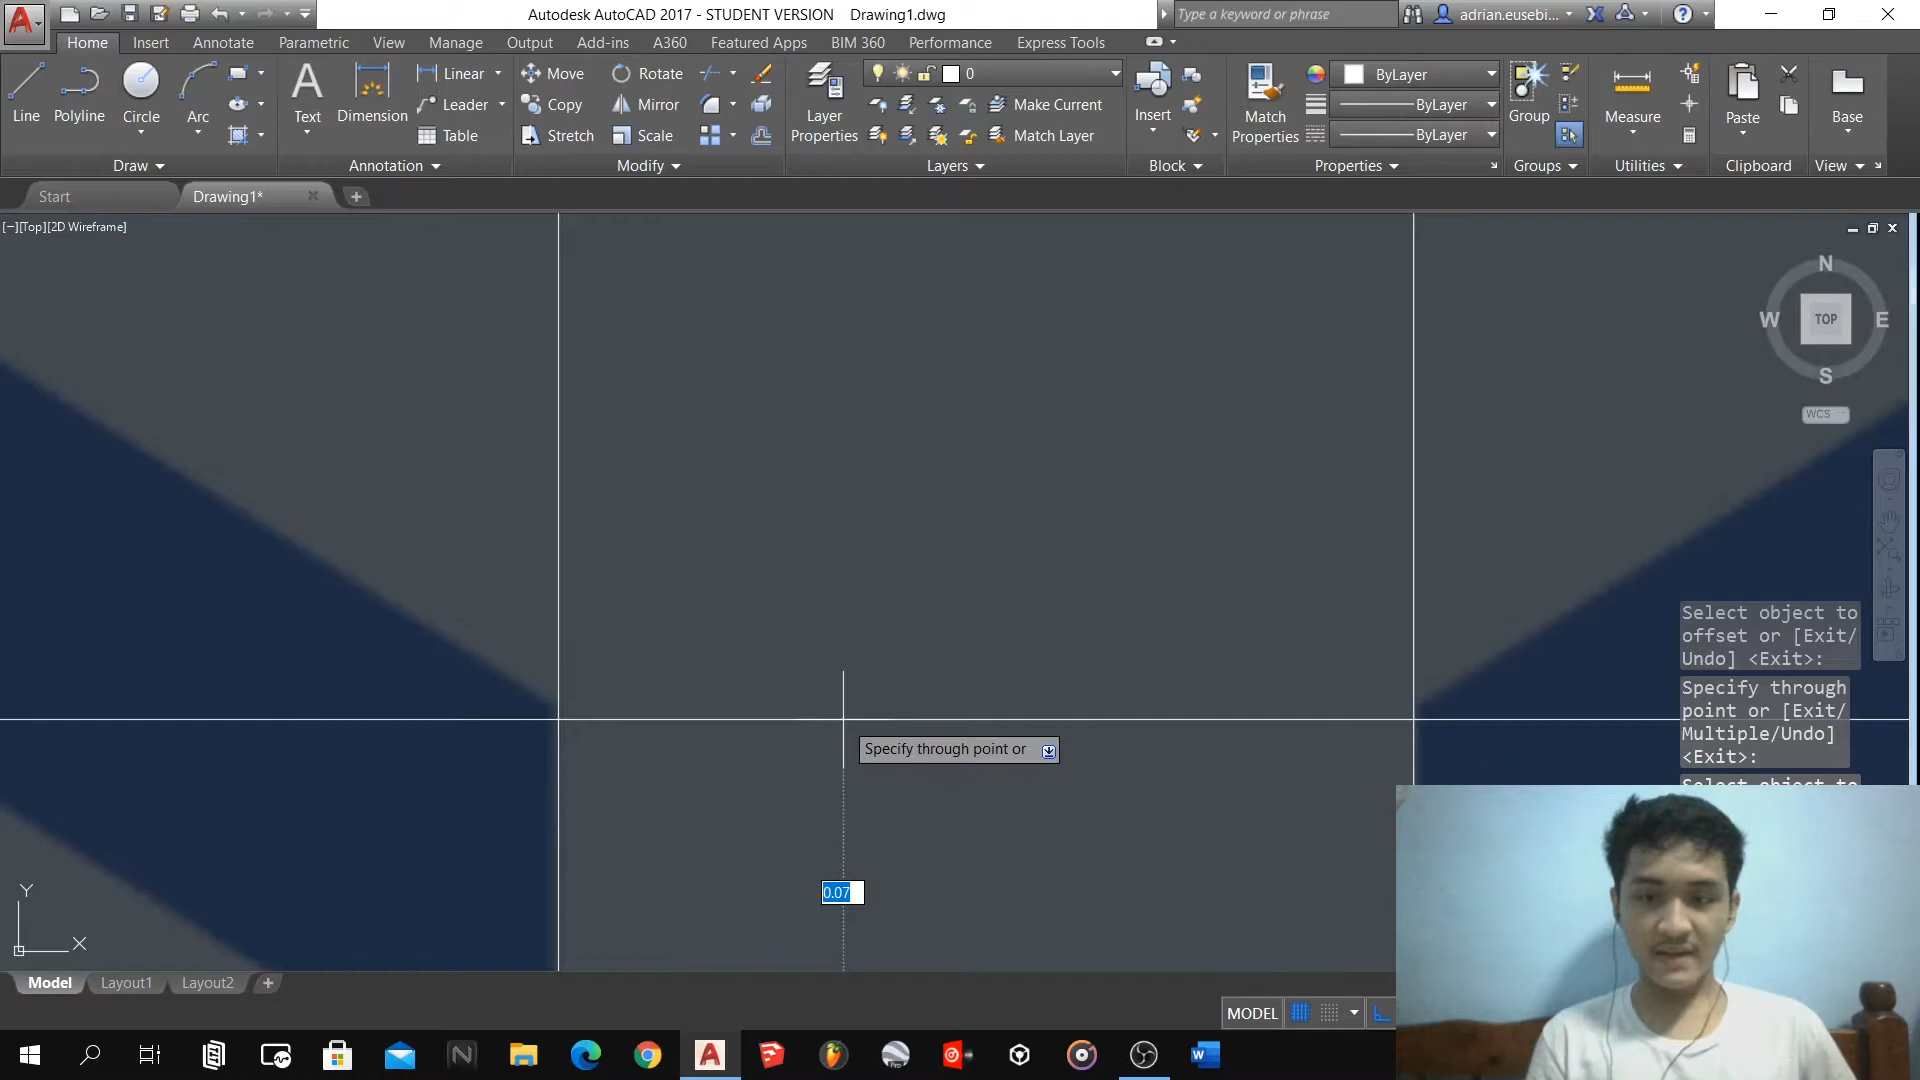 Autodesk AutoCAD 2017 - STUDENT VERSION Drawing1.dwg
Type a keyword or phrase
adrian.eusebi...
Home Insert Annotate Parametric View Manage Output Add-ins A360 Featured Apps BIM 360 Performance Express Tools
Line Polyline Circle Arc
Text Dimension
Linear
Leader
Table
Move Rotate
Copy Mirror
Stretch Scale
Layer
Properties
0
Make Current
Match Layer
Insert
Match
Properties
ByLayer
ByLayer
ByLayer
Group
Measure
Paste
Base
Draw Annotation Modify Layers Block Properties Groups Utilities Clipboard View
Start Drawing1*
[−][Top][2D Wireframe]
N
W TOP E
S
WCS
Select object to
offset or [Exit/
Undo] <Exit>:
Specify through
point or [Exit/
Multiple/Undo]
<Exit>:
Select object to
Specify through point or
0.07
Y
X
Model Layout1 Layout2
MODEL